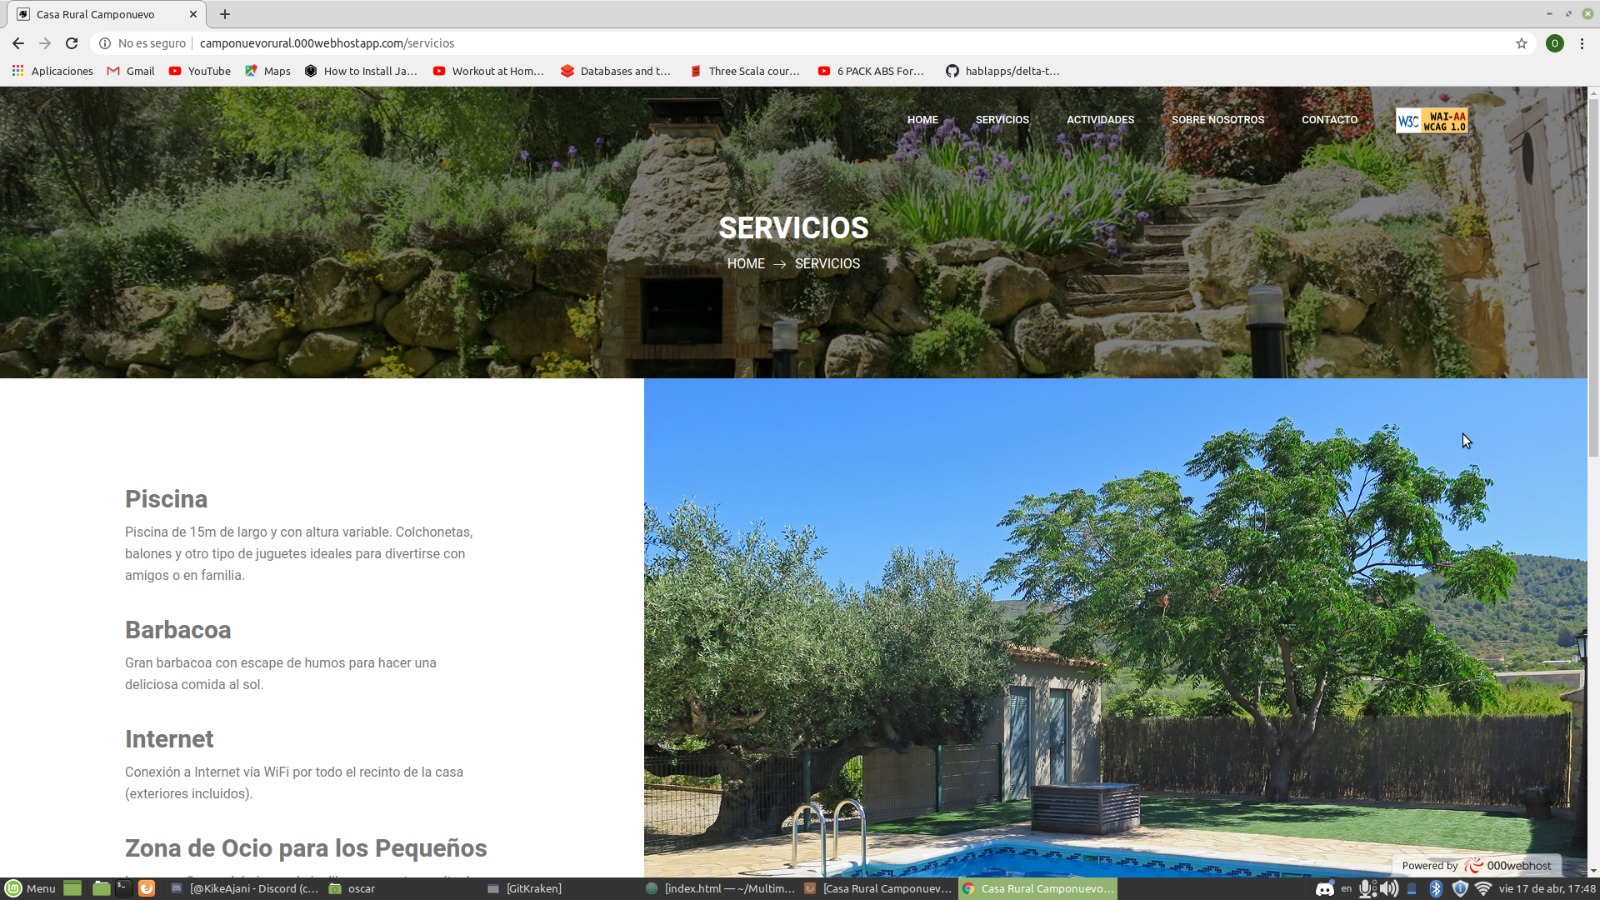 Casa Rural Camponuevo
No es seguro
camponuevorural.000webhostapp.com/servicios
O
Aplicaciones
Gmail
YouTube
Maps
How to Install Ja...
Workout at Hom...
Databases and t...
Three Scala cour...
6 PACK ABS For...
hablapps/delta-t...
HOME
SERVICIOS
ACTIVIDADES
SOBRE NOSOTROS
CONTACTO
W3C WAI-AA
WCAG 1.0
SERVICIOS
HOME → SERVICIOS
Piscina
Piscina de 15m de largo y con altura variable. Colchonetas,
balones y otro tipo de juguetes ideales para divertirse con
amigos o en familia.
Barbacoa
Gran barbacoa con escape de humos para hacer una
deliciosa comida al sol.
Internet
Conexión a Internet vía WiFi por todo el recinto de la casa
(exteriores incluidos).
Zona de Ocio para los Pequeños
Powered by 000webhost
Menu
[@KikeAjani - Discord (c...
oscar
[GitKraken]
[index.html — ~/Multim...
[Casa Rural Camponuev...
Casa Rural Camponuevo...
en
vie 17 de abr, 17:48